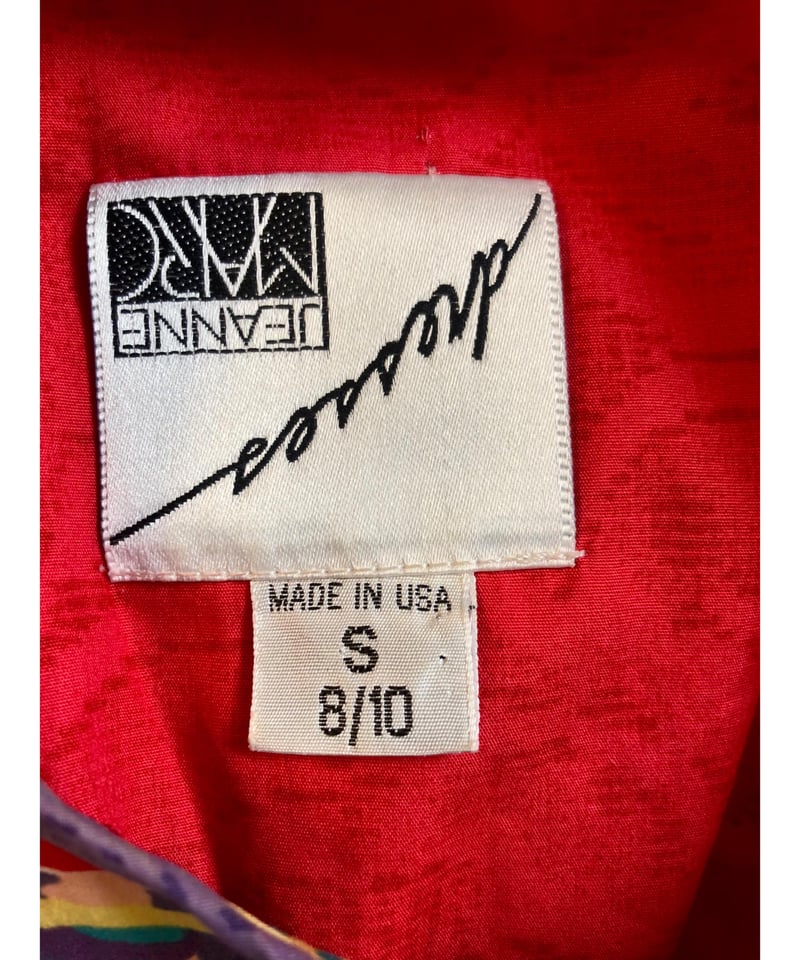 JEANNE
MARC
dresses
MADE IN USA
S
8/10